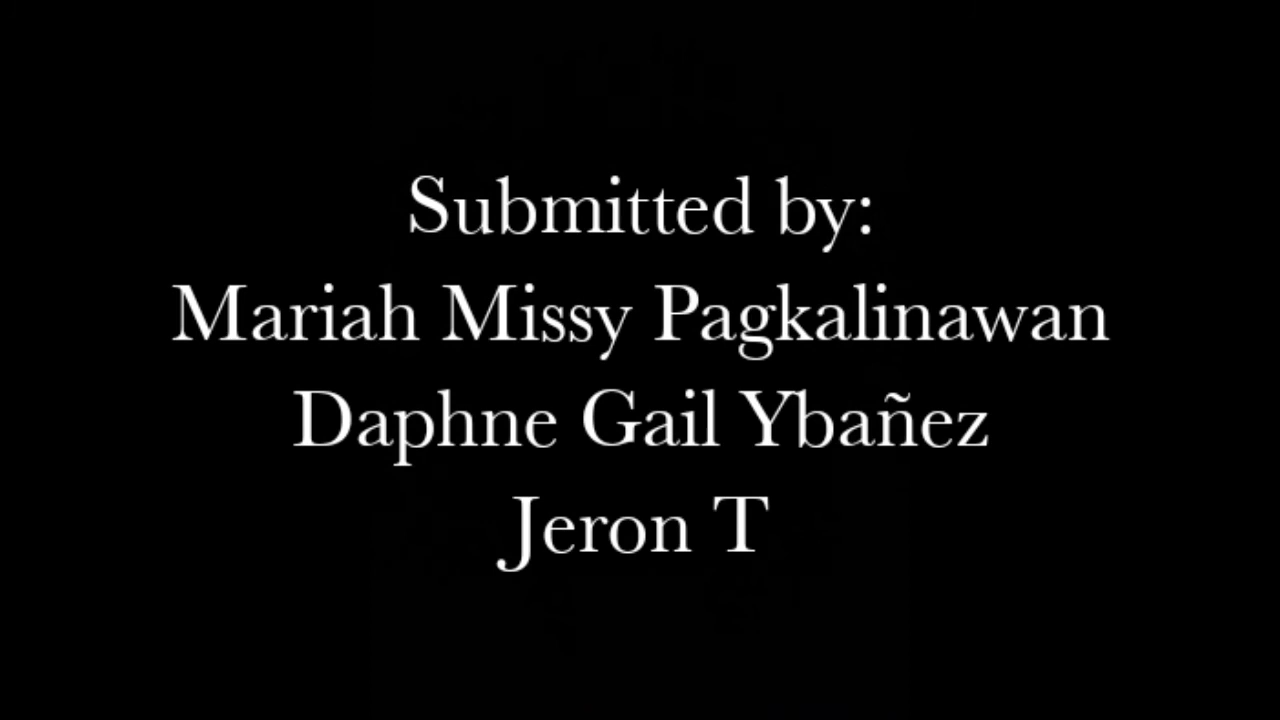 Submitted by:
Mariah Missy Pagkalinawan
Daphne Gail Ybañez
Jeron T